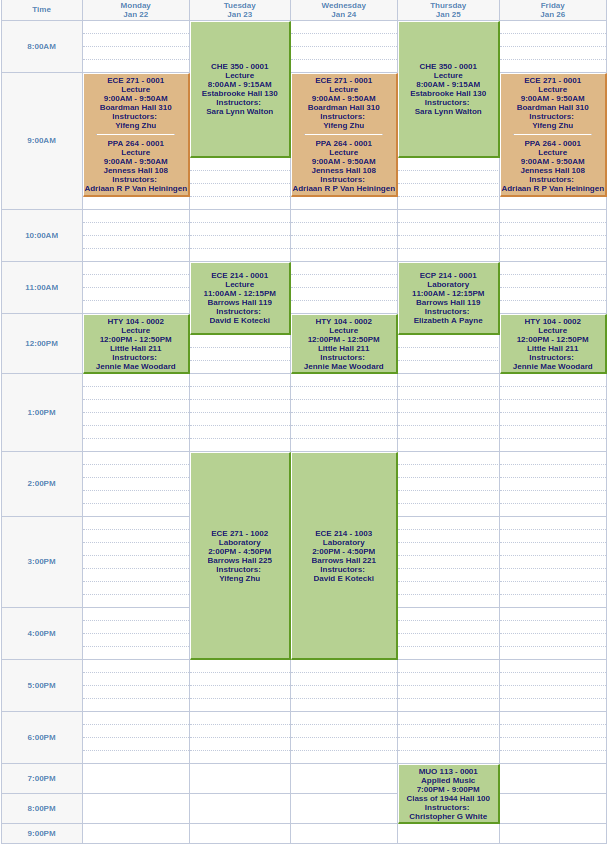 Time
Monday
Jan 22
Tuesday
Jan 23
Wednesday
Jan 24
Thursday
Jan 25
Friday
Jan 26
8:00AM
CHE 350 - 0001
Lecture
8:00AM - 9:15AM
Estabrooke Hall 130
Instructors:
Sara Lynn Walton
CHE 350 - 0001
Lecture
8:00AM - 9:15AM
Estabrooke Hall 130
Instructors:
Sara Lynn Walton
9:00AM
ECE 271 - 0001
Lecture
9:00AM - 9:50AM
Boardman Hall 310
Instructors:
Yifeng Zhu
PPA 264 - 0001
Lecture
9:00AM - 9:50AM
Jenness Hall 108
Instructors:
Adriaan R P Van Heiningen
ECE 271 - 0001
Lecture
9:00AM - 9:50AM
Boardman Hall 310
Instructors:
Yifeng Zhu
PPA 264 - 0001
Lecture
9:00AM - 9:50AM
Jenness Hall 108
Instructors:
Adriaan R P Van Heiningen
ECE 271 - 0001
Lecture
9:00AM - 9:50AM
Boardman Hall 310
Instructors:
Yifeng Zhu
PPA 264 - 0001
Lecture
9:00AM - 9:50AM
Jenness Hall 108
Instructors:
Adriaan R P Van Heiningen
10:00AM
11:00AM
ECE 214 - 0001
Lecture
11:00AM - 12:15PM
Barrows Hall 119
Instructors:
David E Kotecki
ECP 214 - 0001
Laboratory
11:00AM - 12:15PM
Barrows Hall 119
Instructors:
Elizabeth A Payne
12:00PM
HTY 104 - 0002
Lecture
12:00PM - 12:50PM
Little Hall 211
Instructors:
Jennie Mae Woodard
HTY 104 - 0002
Lecture
12:00PM - 12:50PM
Little Hall 211
Instructors:
Jennie Mae Woodard
HTY 104 - 0002
Lecture
12:00PM - 12:50PM
Little Hall 211
Instructors:
Jennie Mae Woodard
1:00PM
2:00PM
ECE 271 - 1002
Laboratory
2:00PM - 4:50PM
Barrows Hall 225
Instructors:
Yifeng Zhu
ECE 214 - 1003
Laboratory
2:00PM - 4:50PM
Barrows Hall 221
Instructors:
David E Kotecki
3:00PM
4:00PM
5:00PM
6:00PM
7:00PM
MUO 113 - 0001
Applied Music
7:00PM - 9:00PM
Class of 1944 Hall 100
Instructors:
Christopher G White
8:00PM
9:00PM